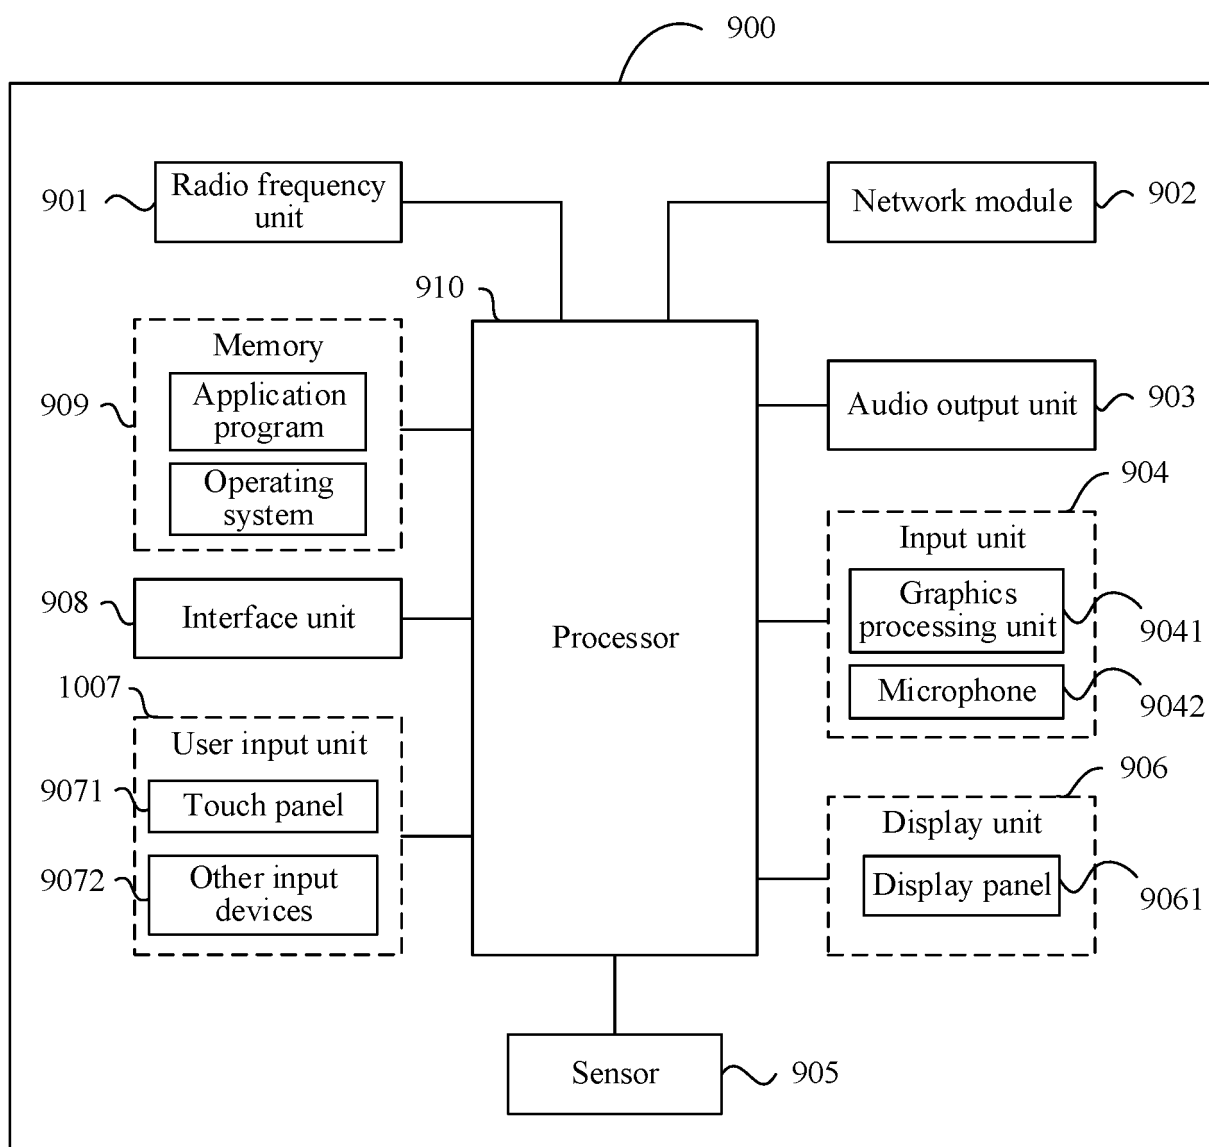 900
901
Radio frequency
unit
Network module
902
910
Memory
909
Application
program
Operating
system
Audio output unit
903
904
Input unit
Graphics
processing unit
9041
Microphone
9042
908
Interface unit
Processor
1007
User input unit
9071
Touch panel
9072
Other input
devices
906
Display unit
Display panel
9061
Sensor
905